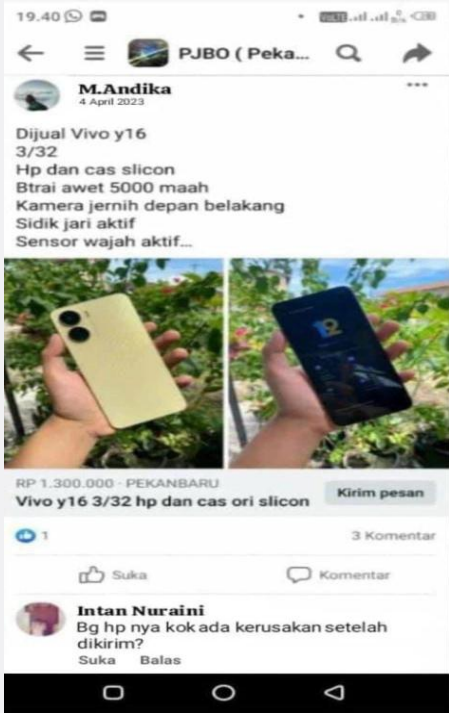 19.40
PJBO ( Peka...
M.Andika
4 April 2023
Dijual Vivo y16
3/32
Hp dan cas slicon
Btrai awet 5000 maah
Kamera jernih depan belakang
Sidik jari aktif
Sensor wajah aktif...
12
RP 1.300.000 · PEKANBARU
Vivo y16 3/32 hp dan cas ori slicon
Kirim pesan
1
3 Komentar
Suka
Komentar
Intan Nuraini
Bg hp nya kok ada kerusakan setelah
dikirim?
Suka Balas